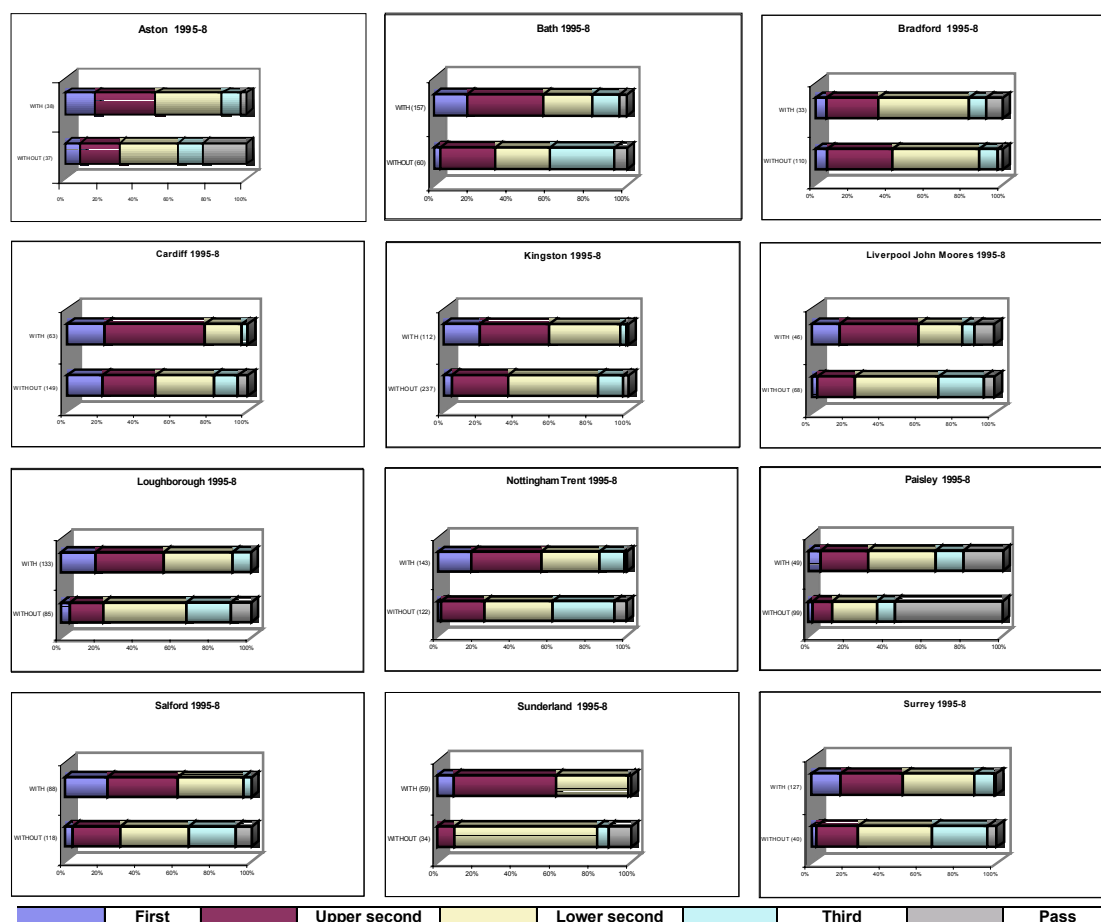 Aston 1995-8
WITH (38)
WITHOUT (37)
0% 20% 40% 60% 80% 100%
Bath 1995-8
WITH (157)
WITHOUT (60)
0% 20% 40% 60% 80% 100%
Bradford 1995-8
WITH (33)
WITHOUT (110)
0% 20% 40% 60% 80% 100%
Cardiff 1995-8
WITH (63)
WITHOUT (149)
0% 20% 40% 60% 80% 100%
Kingston 1995-8
WITH (112)
WITHOUT (237)
0% 20% 40% 60% 80% 100%
Liverpool John Moores 1995-8
WITH (46)
WITHOUT (68)
0% 20% 40% 60% 80% 100%
Loughborough 1995-8
WITH (133)
WITHOUT (85)
0% 20% 40% 60% 80% 100%
Nottingham Trent 1995-8
WITH (143)
WITHOUT (122)
0% 20% 40% 60% 80% 100%
Paisley 1995-8
WITH (49)
WITHOUT (99)
0% 20% 40% 60% 80% 100%
Salford 1995-8
WITH (88)
WITHOUT (118)
0% 20% 40% 60% 80% 100%
Sunderland 1995-8
WITH (59)
WITHOUT (34)
0% 20% 40% 60% 80% 100%
Surrey 1995-8
WITH (127)
WITHOUT (40)
0% 20% 40% 60% 80% 100%
First Upper second Lower second Third Pass